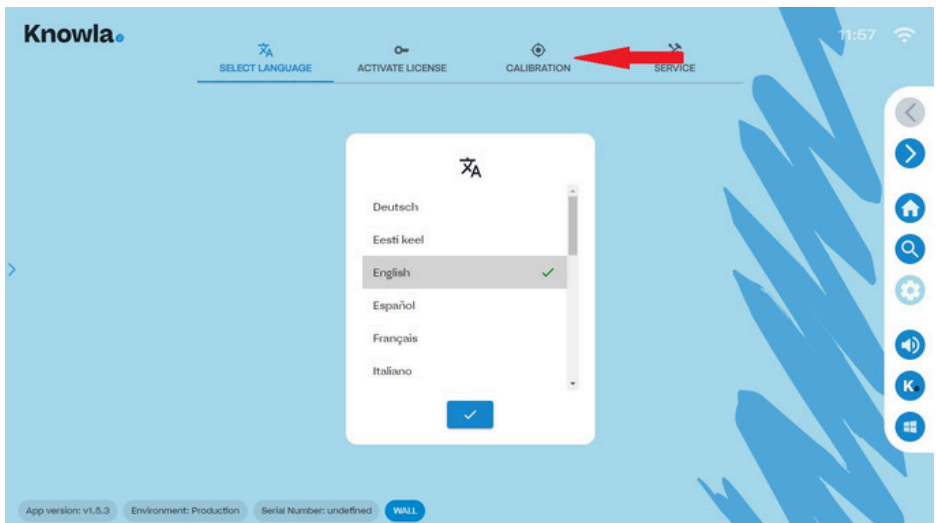 Knowla
11:57
SELECT LANGUAGE
ACTIVATE LICENSE
CALIBRATION
SERVICE
Deutsch
Eesti keel
English
Español
Français
Italiano
K.
App version: v1.5.3
Environment: Production
Serial Number: undefined
WALL